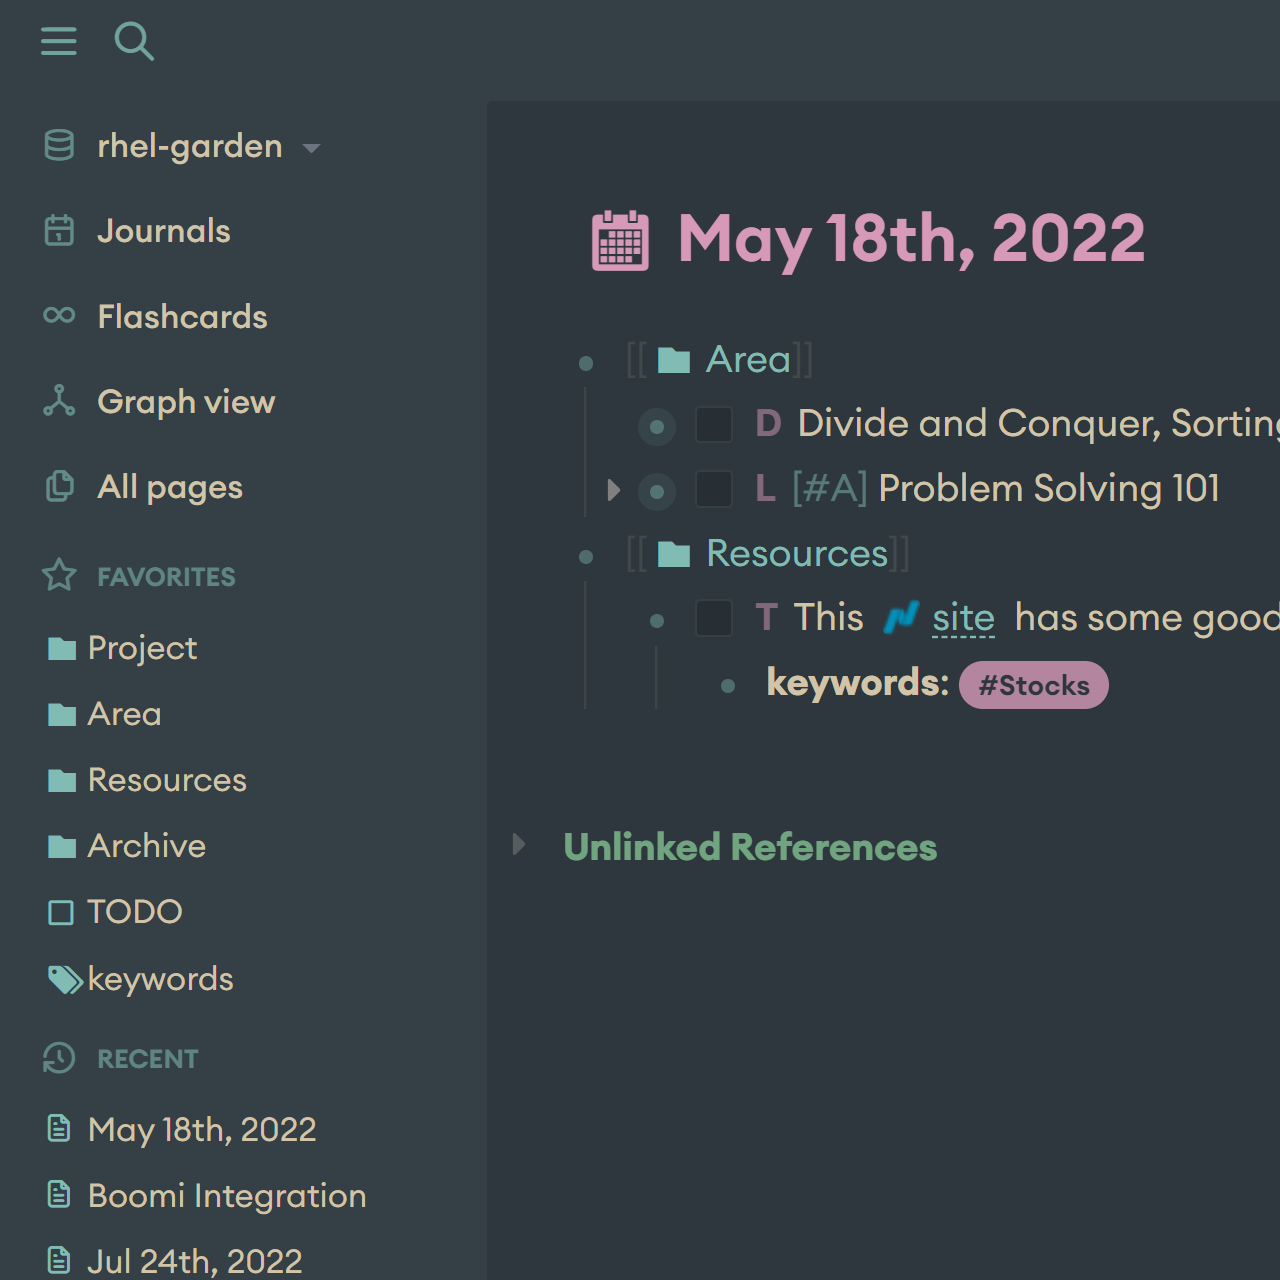 rhel-garden
Journals
Flashcards
Graph view
All pages
FAVORITES
Project
Area
Resources
Archive
TODO
keywords
RECENT
May 18th, 2022
Boomi Integration
Jul 24th, 2022
May 18th, 2022
[[ Area]]
D Divide and Conquer, Sorting
L [#A] Problem Solving 101
[[ Resources]]
T This site has some good
keywords: #Stocks
Unlinked References